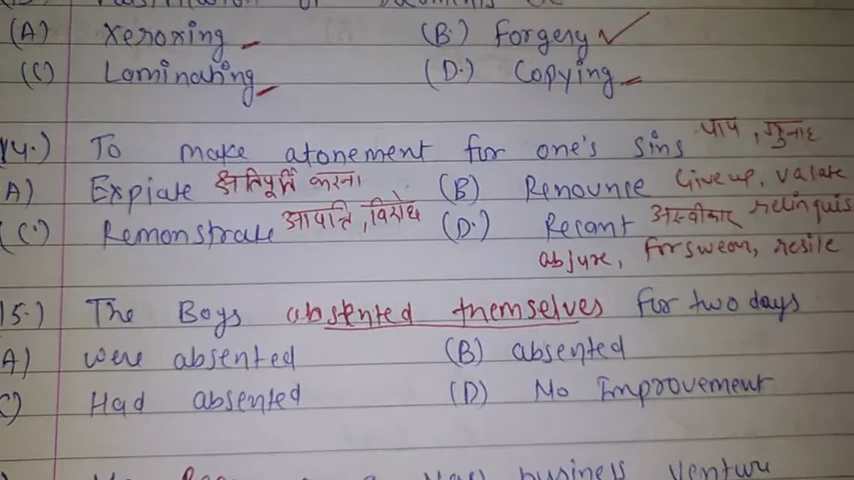 (A) Xeroxing (B.) Forgery ✓
(C) Laminating (D.) Copying
14.) To make atonement for one's sins पाप, गुनाह
A) Expiate क्षतिपूर्ति करना (B) Renounce Give up, vacate
(C.) Remonstrate आपत्ति, विरोध (D.) Recant अस्वीकार relinquis
abjure, forswear, resile
15.) The Boys absented themselves for two days
A) were absented (B) absented
C) Had absented (D) No Improvement
business venture